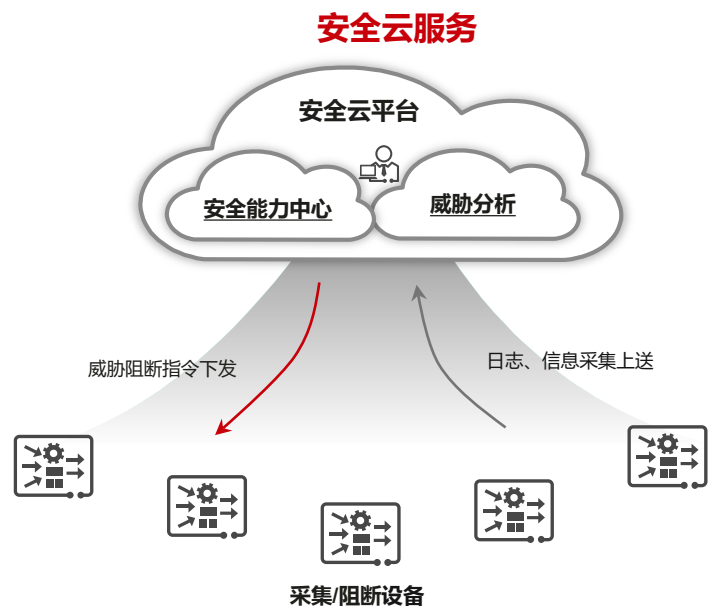 安全云服务
安全云平台
安全能力中心
威胁分析
威胁阻断指令下发
日志、信息采集上送
采集/阻断设备